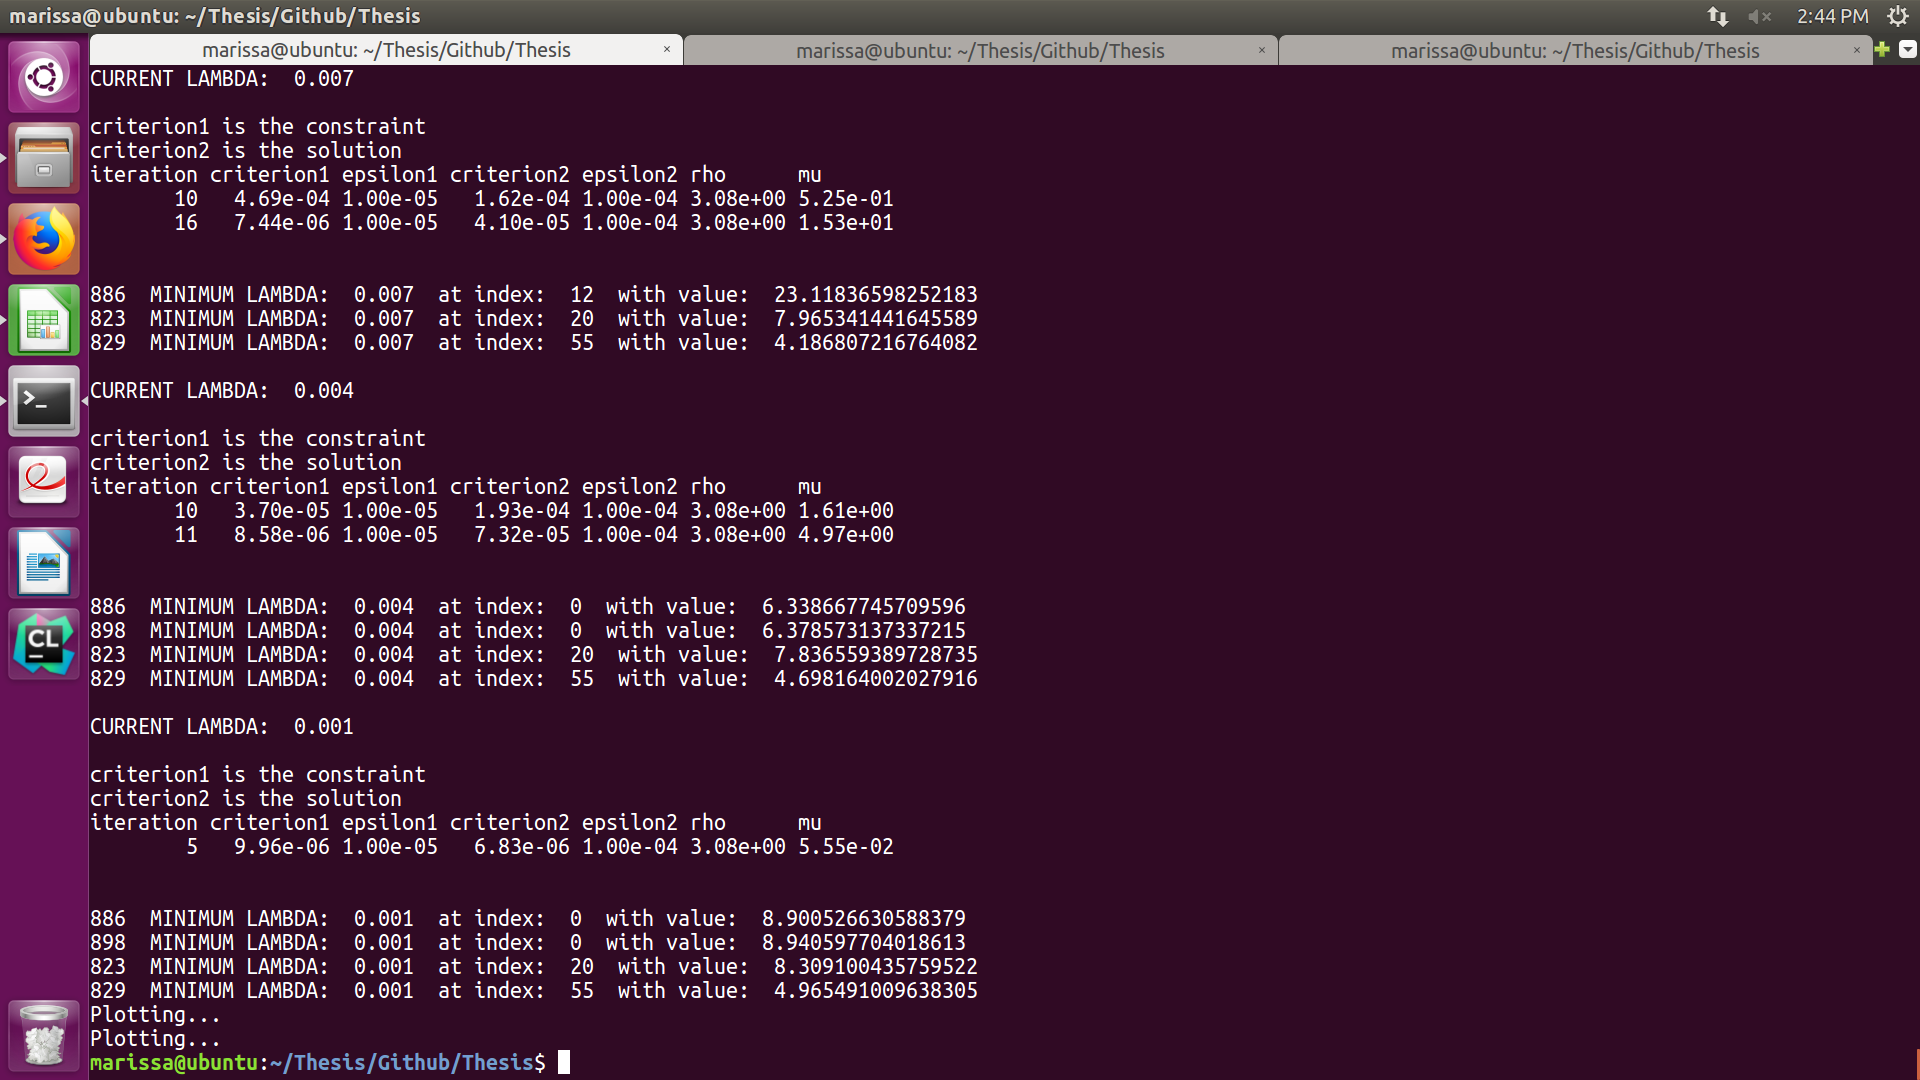 marissa@ubuntu: ~/Thesis/Github/Thesis
2:44 PM
marissa@ubuntu: ~/Thesis/Github/Thesis × marissa@ubuntu: ~/Thesis/Github/Thesis × marissa@ubuntu: ~/Thesis/Github/Thesis ×
CURRENT LAMBDA:  0.007
criterion1 is the constraint
criterion2 is the solution
iteration criterion1 epsilon1 criterion2 epsilon2 rho      mu
       10   4.69e-04 1.00e-05   1.62e-04 1.00e-04 3.08e+00 5.25e-01
       16   7.44e-06 1.00e-05   4.10e-05 1.00e-04 3.08e+00 1.53e+01
886  MINIMUM LAMBDA:  0.007  at index:  12  with value:  23.11836598252183
823  MINIMUM LAMBDA:  0.007  at index:  20  with value:  7.965341441645589
829  MINIMUM LAMBDA:  0.007  at index:  55  with value:  4.186807216764082
CURRENT LAMBDA:  0.004
criterion1 is the constraint
criterion2 is the solution
iteration criterion1 epsilon1 criterion2 epsilon2 rho      mu
       10   3.70e-05 1.00e-05   1.93e-04 1.00e-04 3.08e+00 1.61e+00
       11   8.58e-06 1.00e-05   7.32e-05 1.00e-04 3.08e+00 4.97e+00
886  MINIMUM LAMBDA:  0.004  at index:  0  with value:  6.338667745709596
898  MINIMUM LAMBDA:  0.004  at index:  0  with value:  6.378573137337215
823  MINIMUM LAMBDA:  0.004  at index:  20  with value:  7.836559389728735
829  MINIMUM LAMBDA:  0.004  at index:  55  with value:  4.698164002027916
CURRENT LAMBDA:  0.001
criterion1 is the constraint
criterion2 is the solution
iteration criterion1 epsilon1 criterion2 epsilon2 rho      mu
        5   9.96e-06 1.00e-05   6.83e-06 1.00e-04 3.08e+00 5.55e-02
886  MINIMUM LAMBDA:  0.001  at index:  0  with value:  8.900526630588379
898  MINIMUM LAMBDA:  0.001  at index:  0  with value:  8.940597704018613
823  MINIMUM LAMBDA:  0.001  at index:  20  with value:  8.309100435759522
829  MINIMUM LAMBDA:  0.001  at index:  55  with value:  4.965491009638305
Plotting...
Plotting...
marissa@ubuntu:~/Thesis/Github/Thesis$
>_
CL